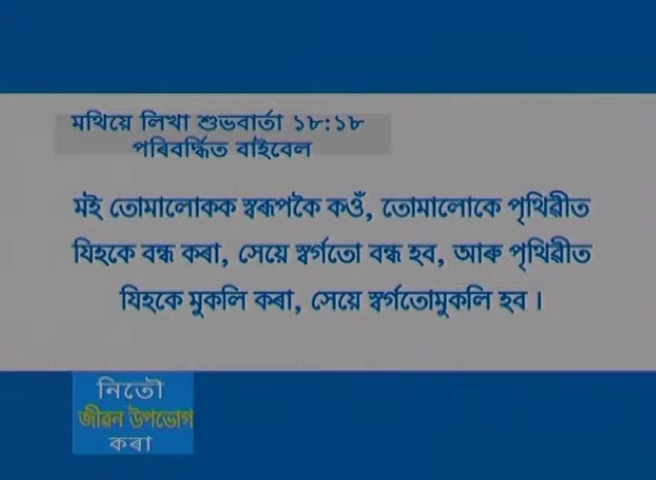 মথিয়ে লিখা শুভবাৰ্তা ১৮:১৮
পৰিবৰ্দ্ধিত বাইবেল
মই তোমালোকক স্বৰূপকৈ কওঁ, তোমালোকে পৃথিৱীত
যিহকে বন্ধ কৰা, সেয়ে স্বৰ্গতো বন্ধ হব, আৰু পৃথিৱীত
যিহকে মুকলি কৰা, সেয়ে স্বৰ্গতোমুকলি হব ।
নিতৌ
জীৱন উপভোগ
কৰা